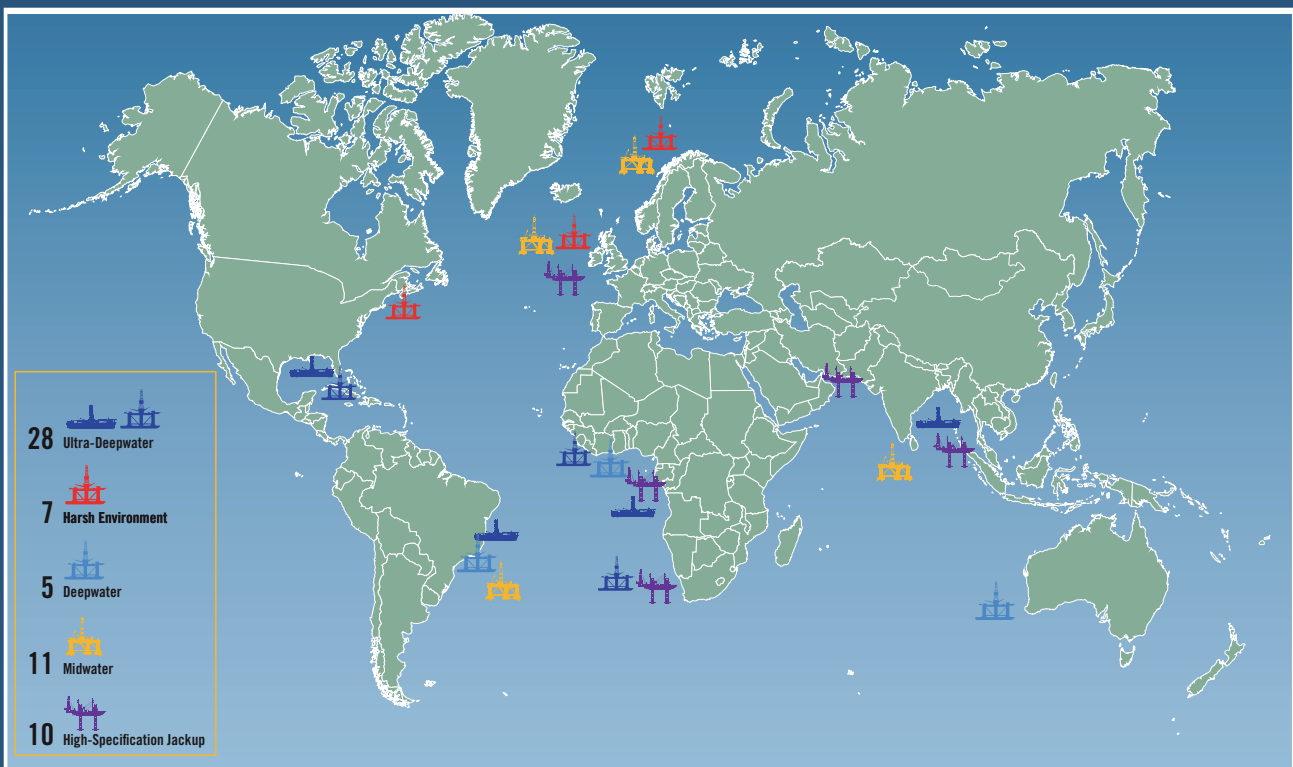 28 Ultra-Deepwater
7 Harsh Environment
5 Deepwater
11 Midwater
10 High-Specification Jackup